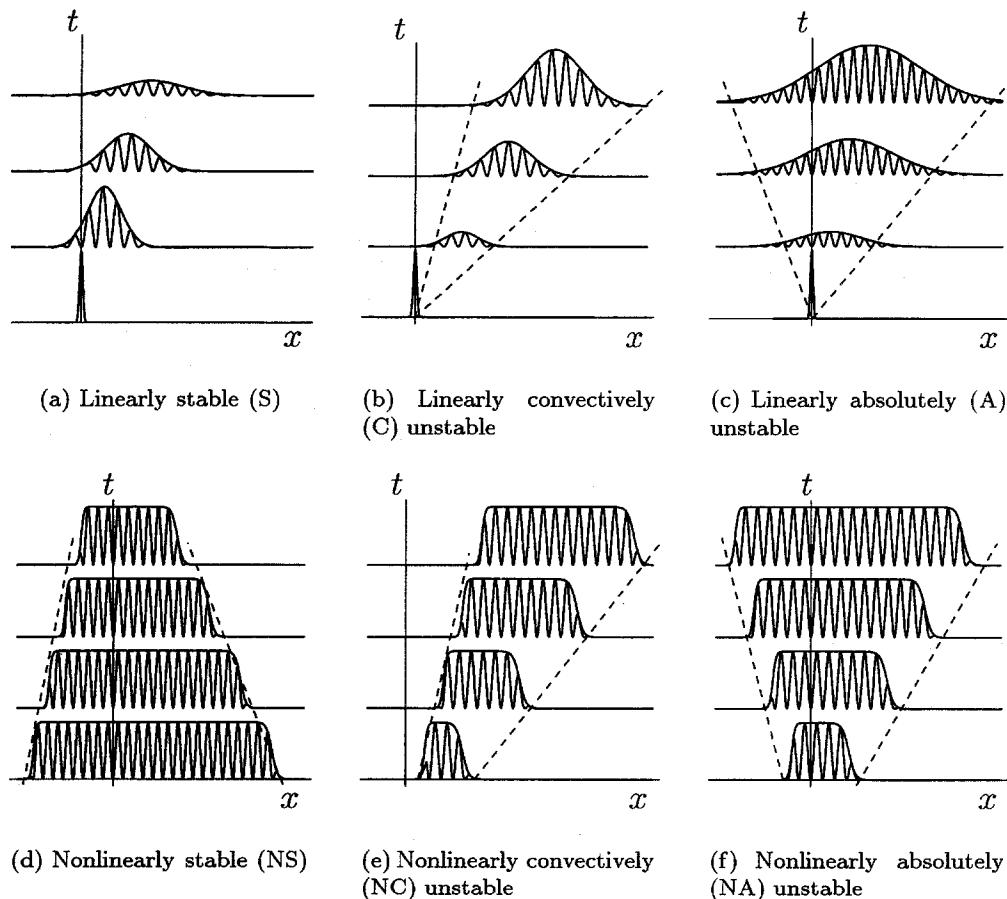 t
t
t
x
x
x
(a) Linearly stable (S)
(b) Linearly convectively
(C) unstable
(c) Linearly absolutely (A)
unstable
t
t
t
x
x
x
(d) Nonlinearly stable (NS)
(e) Nonlinearly convectively
(NC) unstable
(f) Nonlinearly absolutely
(NA) unstable